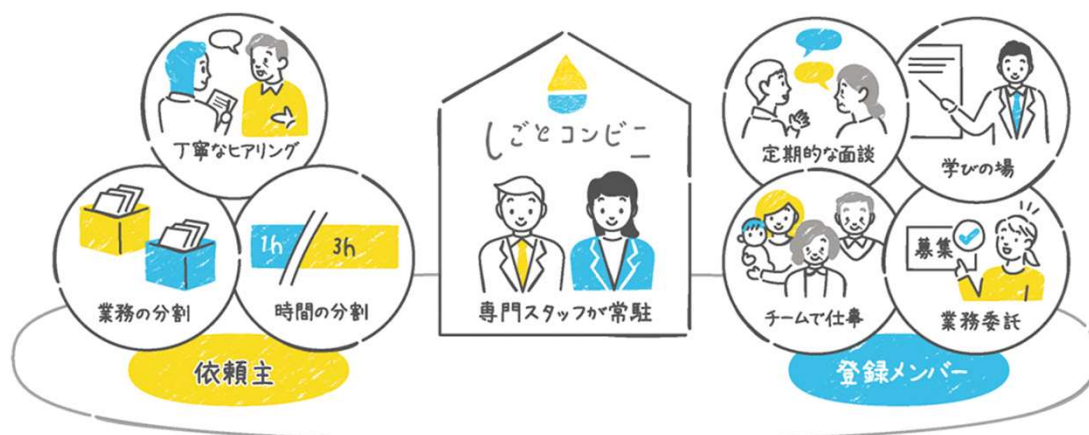 丁寧なヒアリング
業務の分割
1h
3h
時間の分割
依頼主
しごとコンビニ
専門スタッフが常駐
定期的な面談
学びの場
チームで仕事
募集
業務委託
登録メンバー